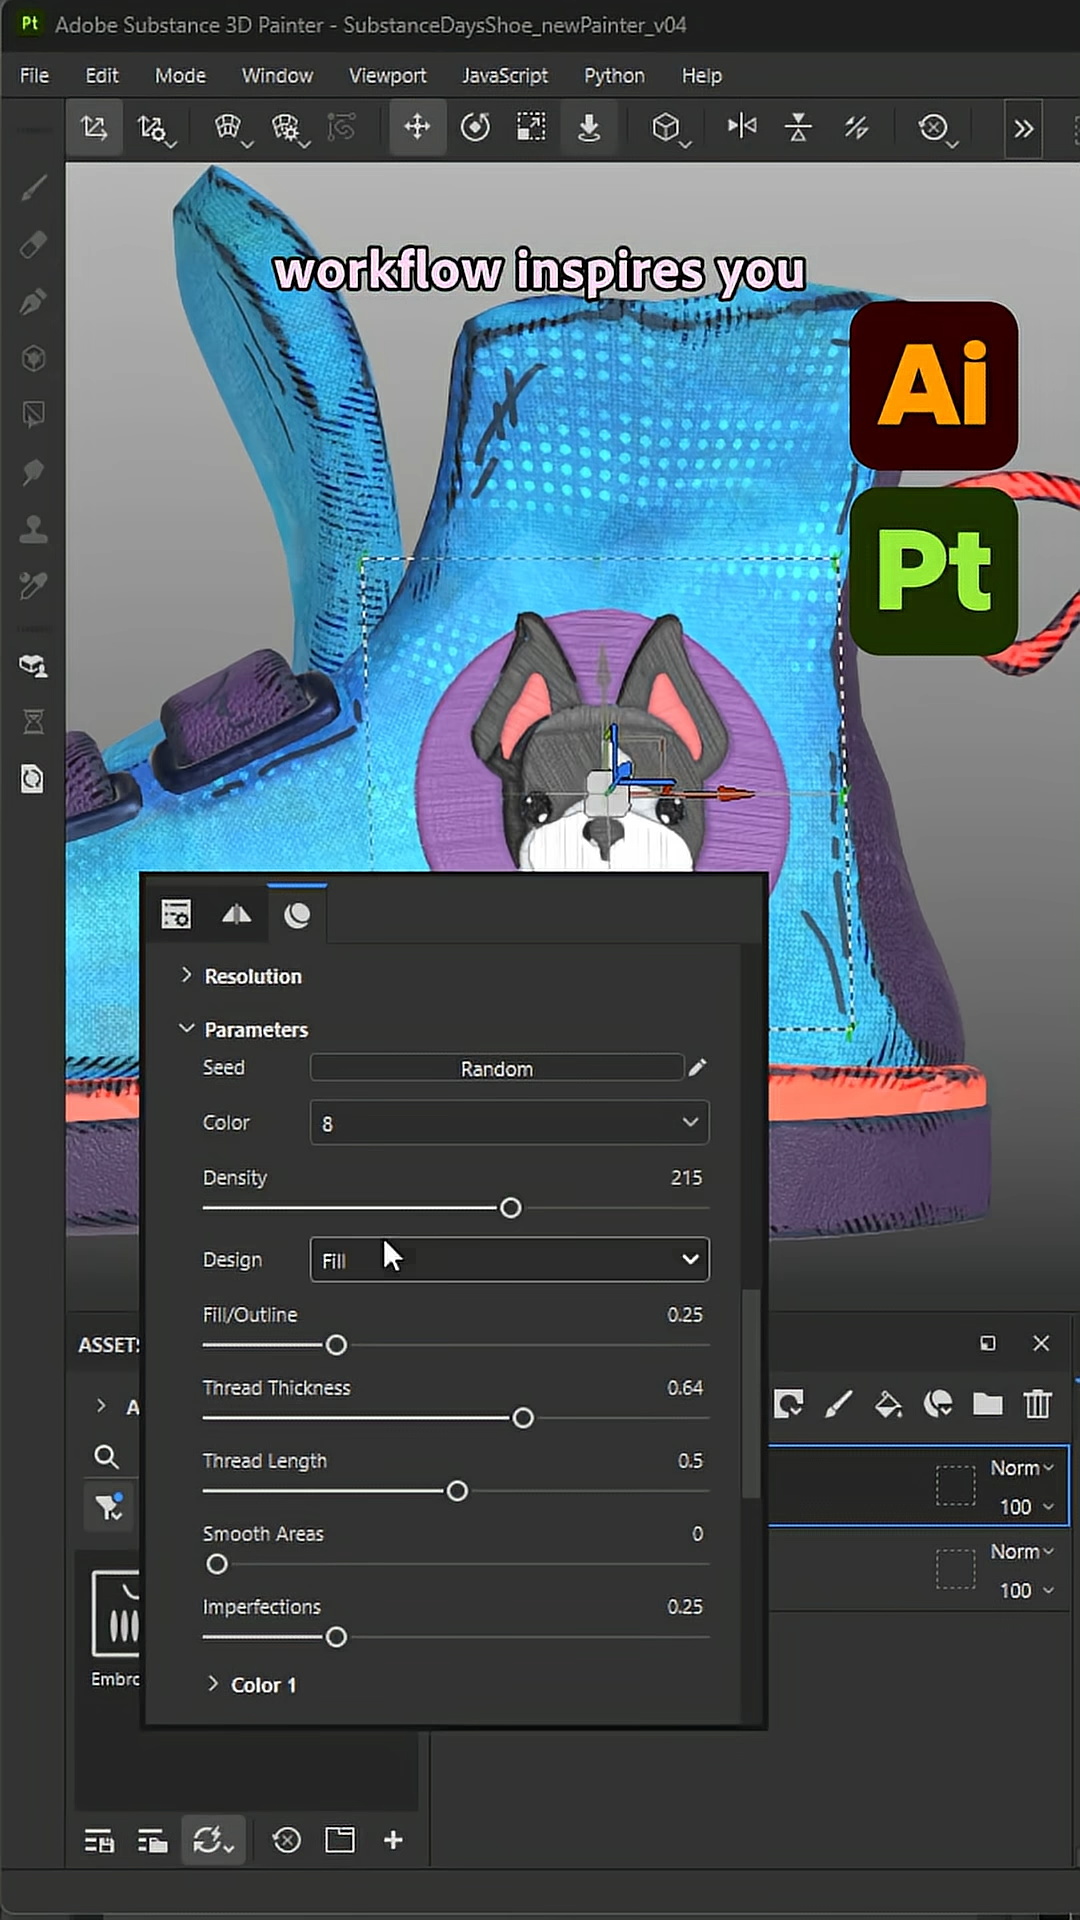 Pt Adobe Substance 3D Painter - SubstanceDaysShoe_newPainter_v04
File Edit Mode Window Viewport JavaScript Python Help
workflow inspires you
Ai
Pt
Resolution
Parameters
Seed Random
Color 8
Density 215
Design Fill
Fill/Outline 0.25
Thread Thickness 0.64
Thread Length 0.5
Smooth Areas 0
Imperfections 0.25
Color 1
ASSETS
A
Norm
100
Norm
100
Embro